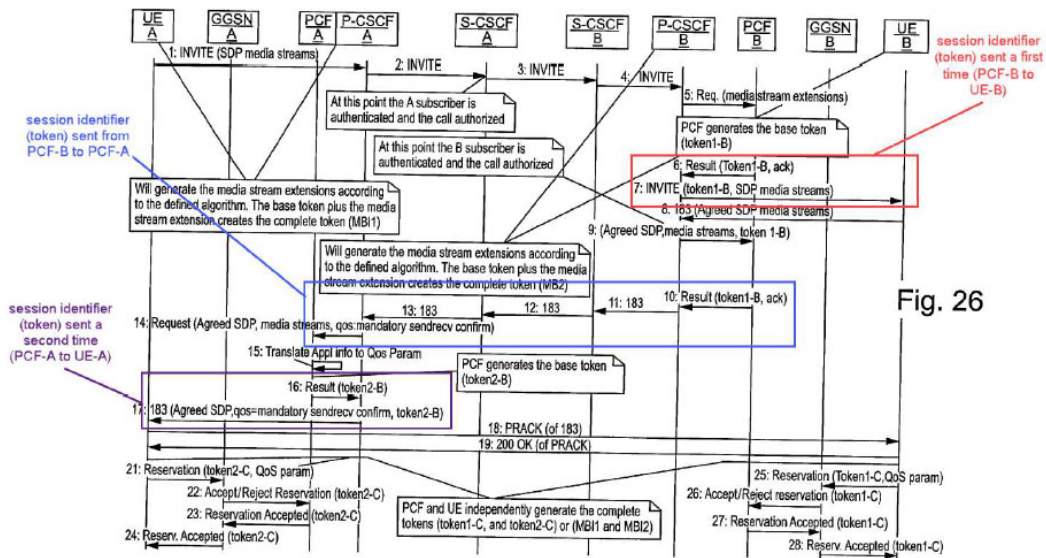 UE
A
GGSN
A
PCF
A
P-CSCF
A
S-CSCF
A
S-CSCF
B
P-CSCF
B
PCF
B
GGSN
B
UE
B
session identifier
(token) sent a first
time (PCF-B to
UE-B)
1: INVITE (SDP media streams)
2: INVITE
3: INVITE
4: INVITE
5: Req. (media stream extensions)
At this point the A subscriber is
authenticated and the call authorized
PCF generates the base token
(token1-B)
session identifier
(token) sent from
PCF-B to PCF-A
At this point the B subscriber is
authenticated and the call authorized
6: Result (Token1-B, ack)
7: INVITE (token1-B, SDP media streams)
Will generate the media stream extensions according
to the defined algorithm. The base token plus the media
stream extension creates the complete token (MBI1)
8: 183 (Agreed SDP media streams)
9: (Agreed SDP,media streams, token 1-B)
Will generate the media stream extensions according
to the defined algorithm. The base token plus the media
stream extension creates the complete token (MB2)
10: Result (token1-B, ack)
11: 183
12: 183
13: 183
Fig. 26
session identifier
(token) sent a
second time
(PCF-A to UE-A)
14: Request (Agreed SDP, media streams, qos=mandatory sendrecv confirm)
15: Translate Appl info to Qos Param
PCF generates the base token
(token2-B)
16: Result (token2-B)
17: 183 (Agreed SDP,qos=mandatory sendrecv confirm, token2-B)
18: PRACK (of 183)
19: 200 OK (of PRACK)
21: Reservation (token2-C, QoS param)
25: Reservation (Token1-C,QoS param)
22: Accept/Reject Reservation (token2-C)
26: Accept/Reject reservation (token1-C)
PCF and UE independently generate the complete
tokens (token1-C, and token2-C) or (MBI1 and MBI2)
23: Reservation Accepted (token2-C)
27: Reservation Accepted (token1-C)
24: Reserv. Accepted (token2-C)
28: Reserv. Accepted (token1-C)